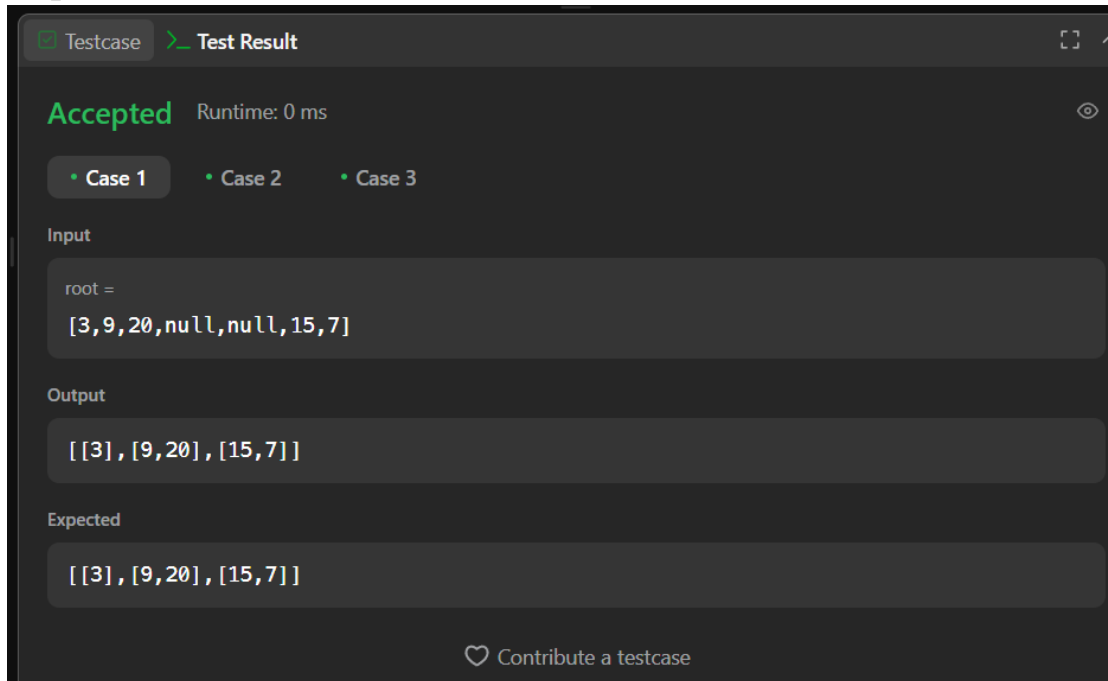 Testcase >_ Test Result
Accepted Runtime: 0 ms
• Case 1 • Case 2 • Case 3
Input
root =
[3,9,20,null,null,15,7]
Output
[[3],[9,20],[15,7]]
Expected
[[3],[9,20],[15,7]]
Contribute a testcase